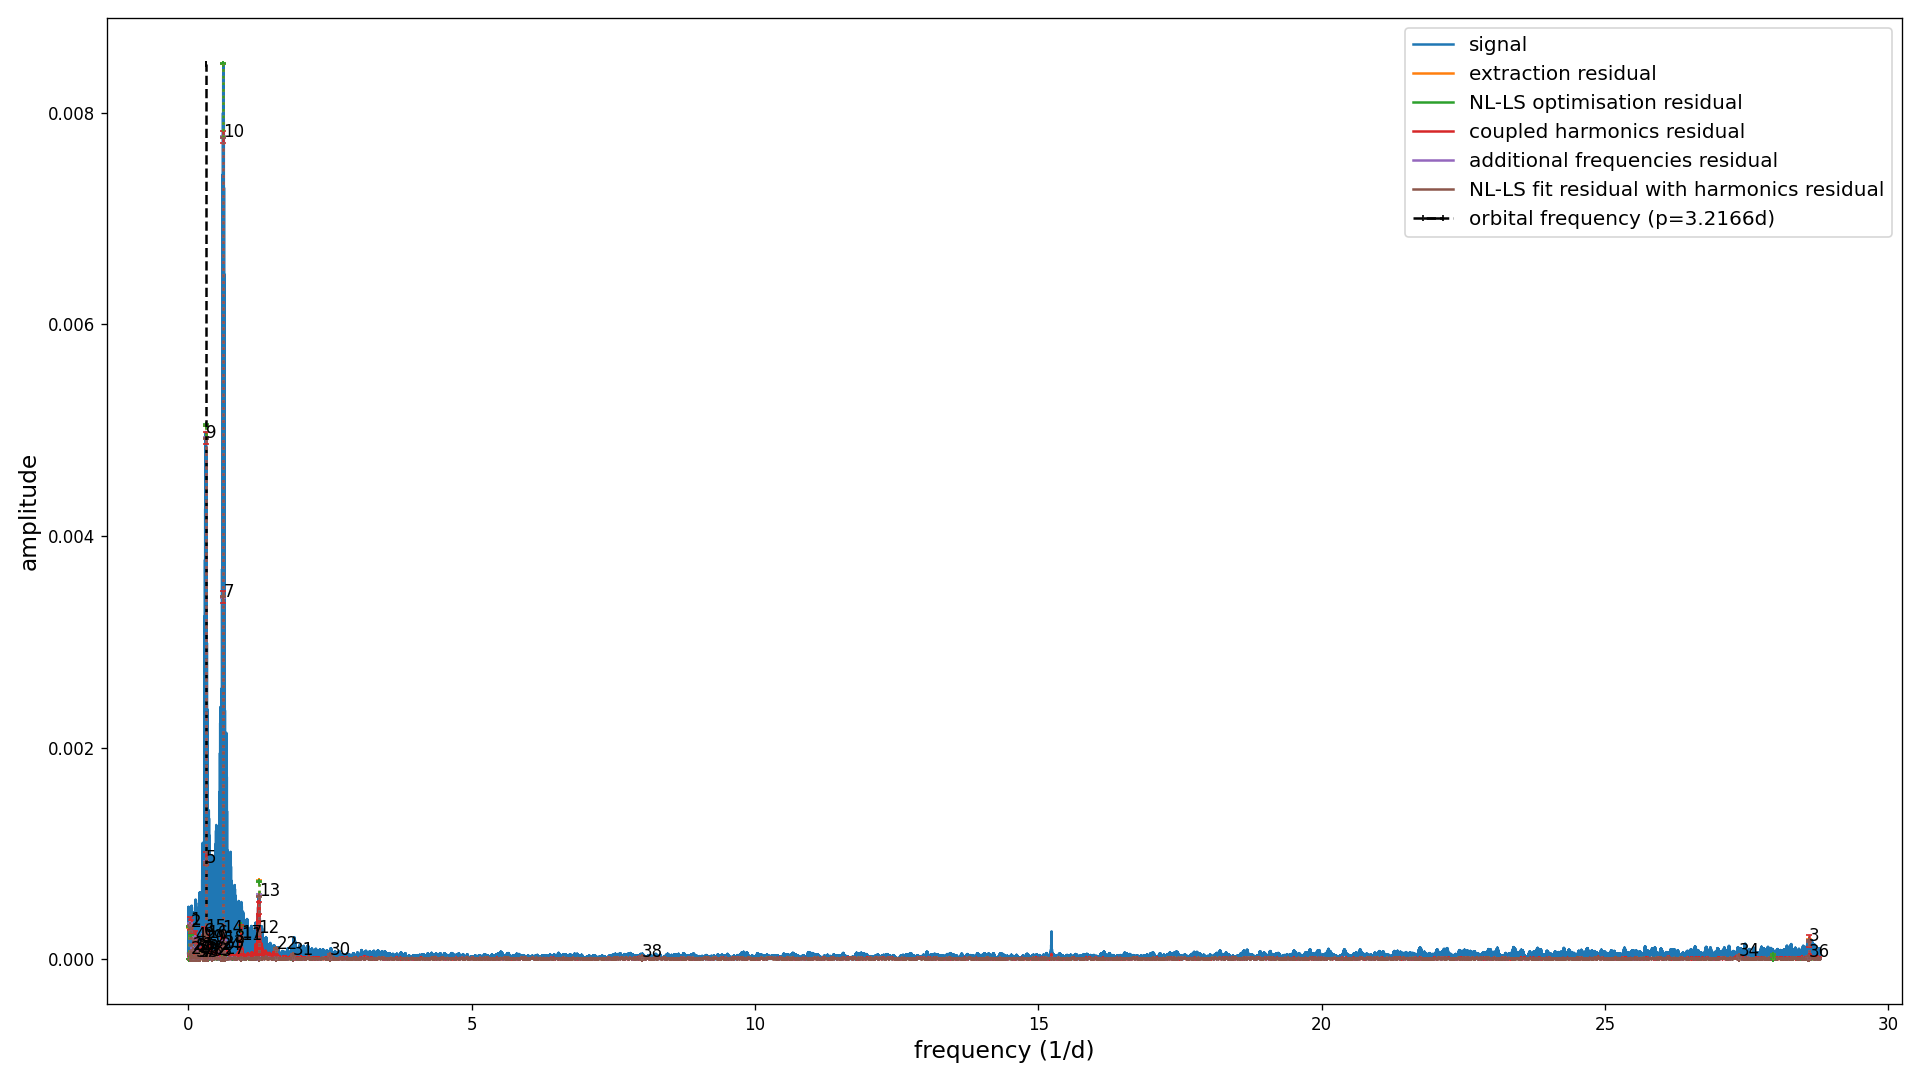 signal
extraction residual
NL-LS optimisation residual
coupled harmonics residual
additional frequencies residual
NL-LS fit residual with harmonics residual
orbital frequency (p=3.2166d)
amplitude
0.008
0.006
0.004
0.002
0.000
10
9
7
5
13
12
22
31
30
38
3
34
36
0 5 10 15 20 25 30
frequency (1/d)